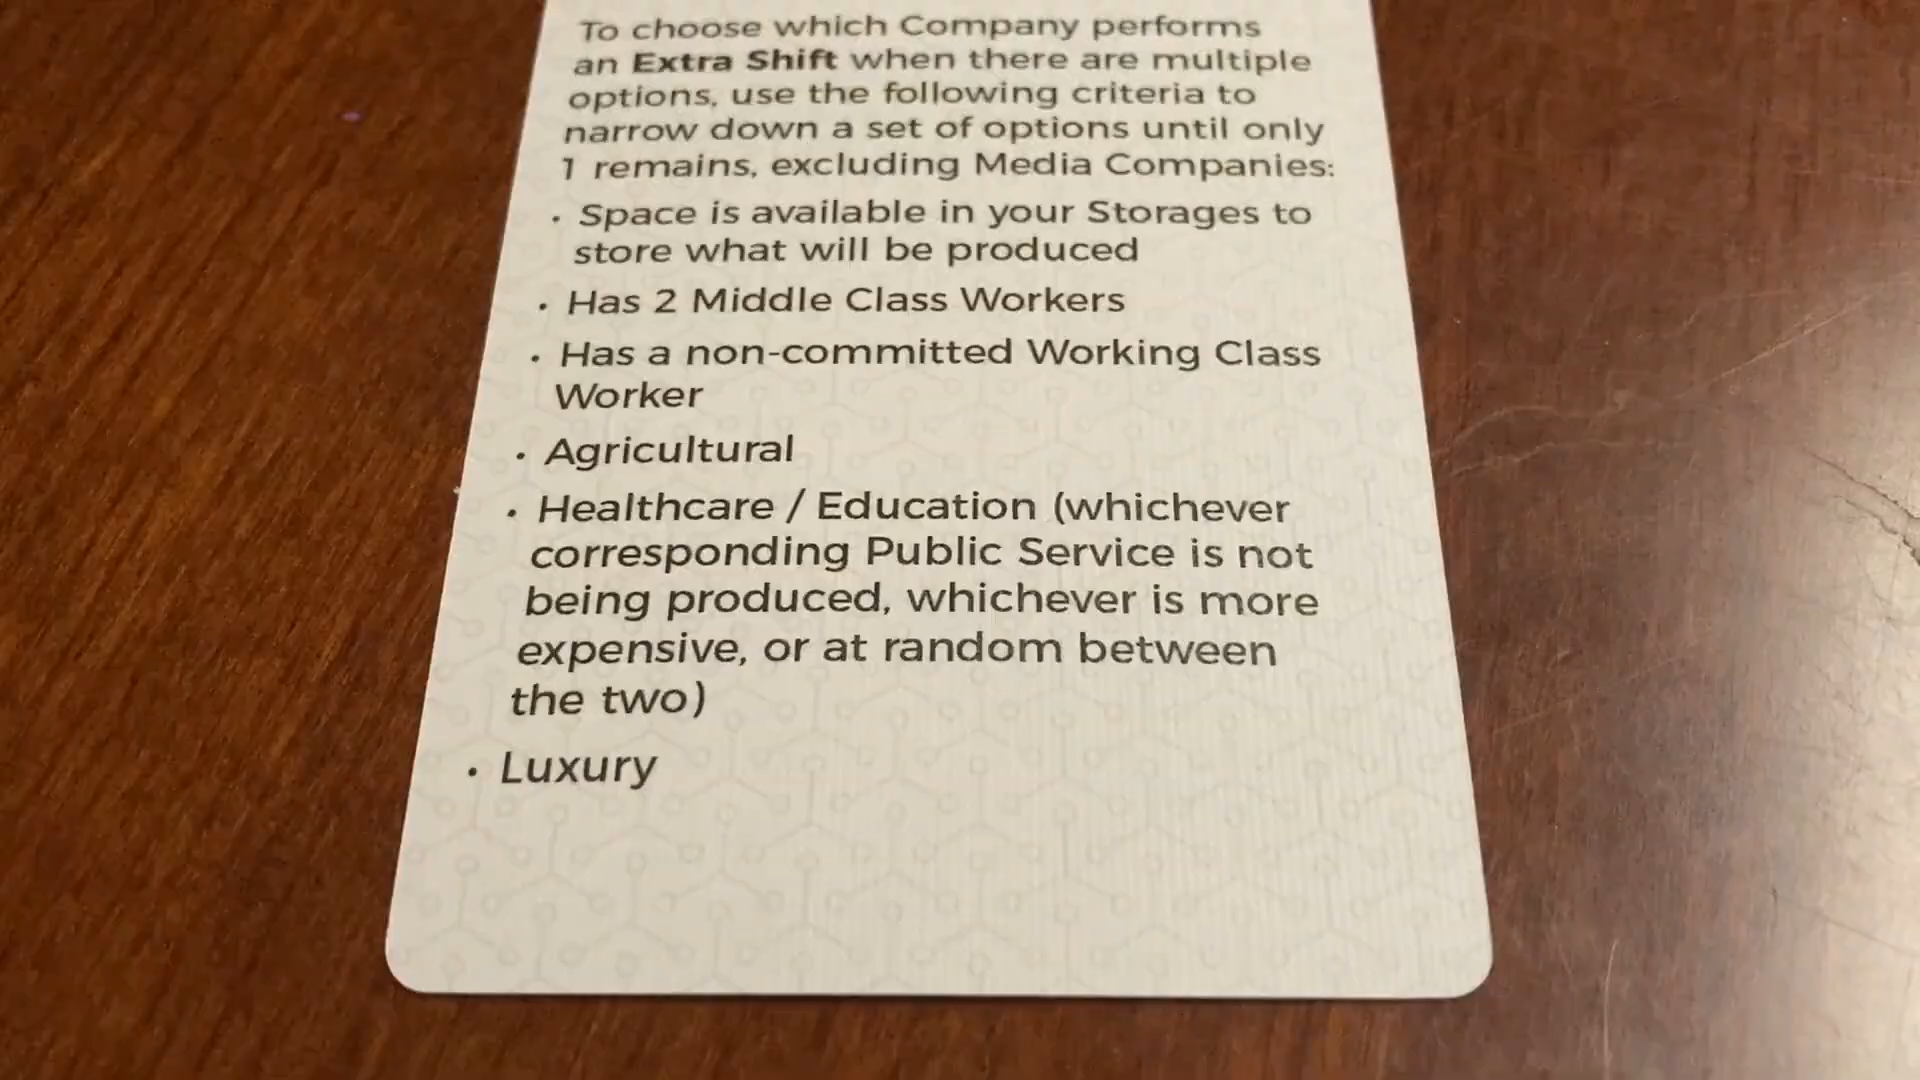 To choose which Company performs
an Extra Shift when there are multiple
options, use the following criteria to
narrow down a set of options until only
1 remains, excluding Media Companies:
• Space is available in your Storages to
store what will be produced
• Has 2 Middle Class Workers
• Has a non-committed Working Class
Worker
• Agricultural
• Healthcare / Education (whichever
corresponding Public Service is not
being produced, whichever is more
expensive, or at random between
the two)
• Luxury